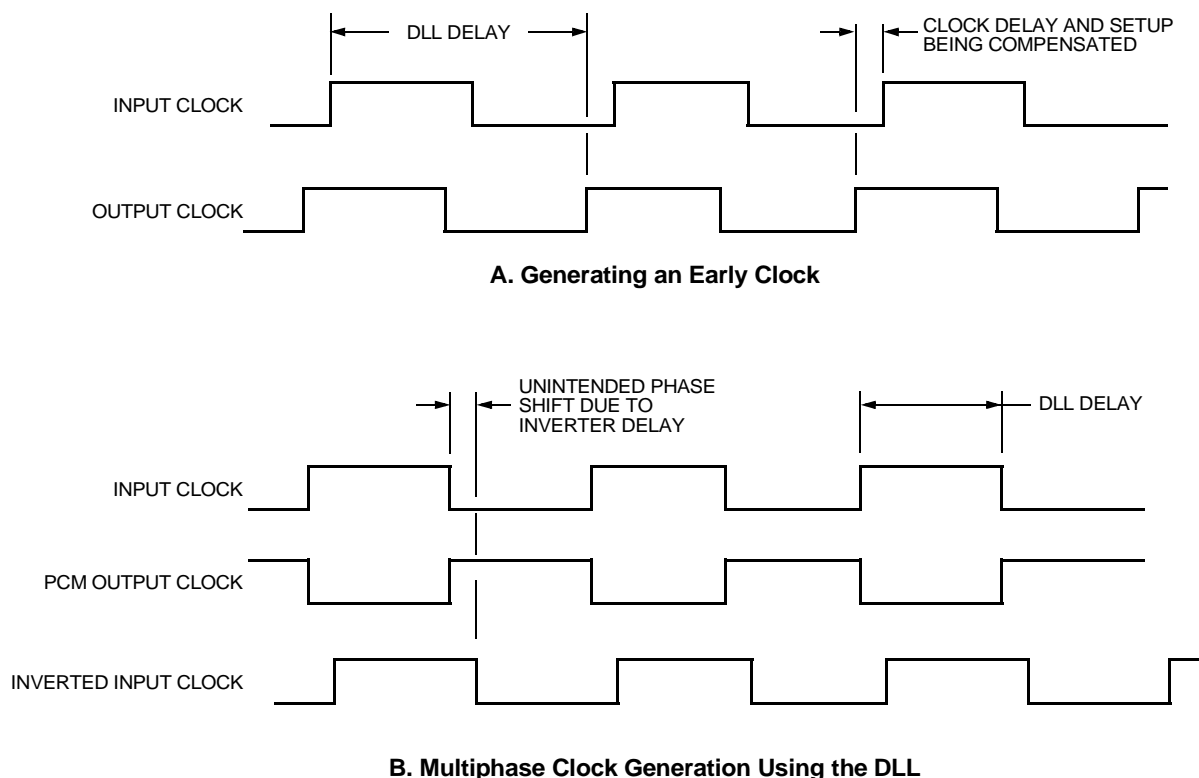 DLL DELAY
CLOCK DELAY AND SETUP
BEING COMPENSATED
INPUT CLOCK
OUTPUT CLOCK
A. Generating an Early Clock
UNINTENDED PHASE
SHIFT DUE TO
INVERTER DELAY
DLL DELAY
INPUT CLOCK
PCM OUTPUT CLOCK
INVERTED INPUT CLOCK
B. Multiphase Clock Generation Using the DLL